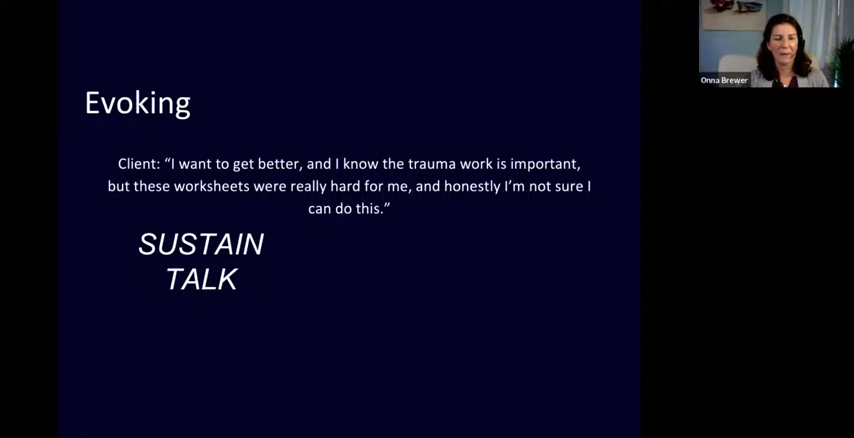 Evoking
Client: “I want to get better, and I know the trauma work is important,
but these worksheets were really hard for me, and honestly I’m not sure I
can do this.”
SUSTAIN
TALK
Onna Brewer